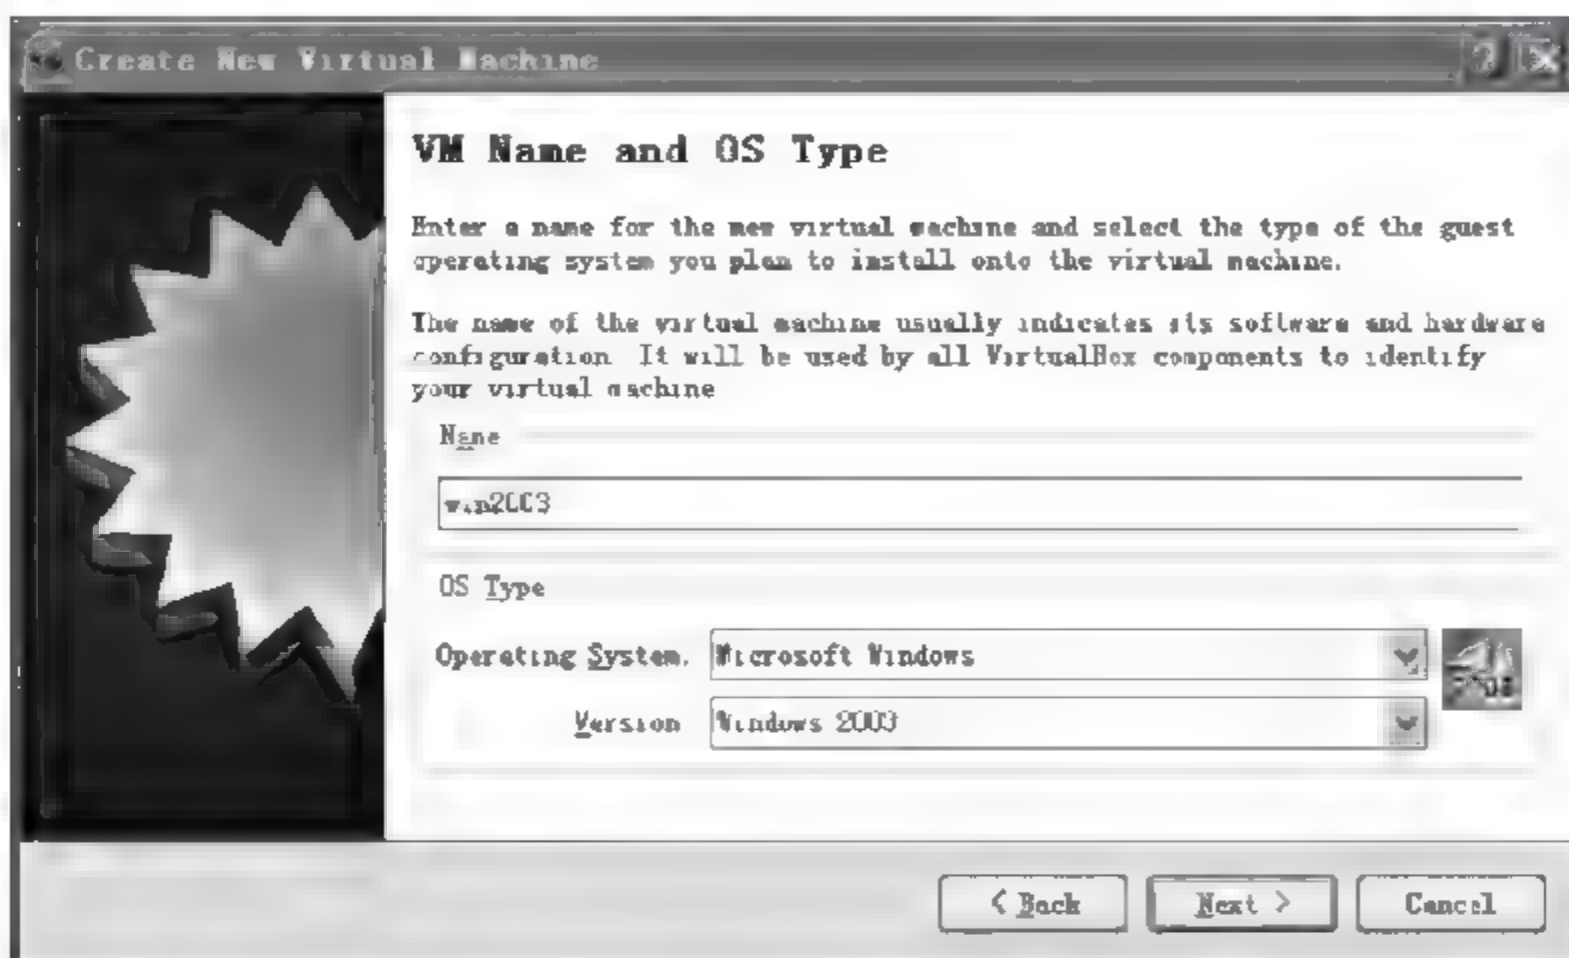 Create New Virtual Machine
VM Name and OS Type
Enter a name for the new virtual machine and select the type of the guest
operating system you plan to install onto the virtual machine.
The name of the virtual machine usually indicates its software and hardware
configuration. It will be used by all VirtualBox components to identify
your virtual machine
Name
win2003
OS Type
Operating System: Microsoft Windows
Version Windows 2003
< Back
Next >
Cancel